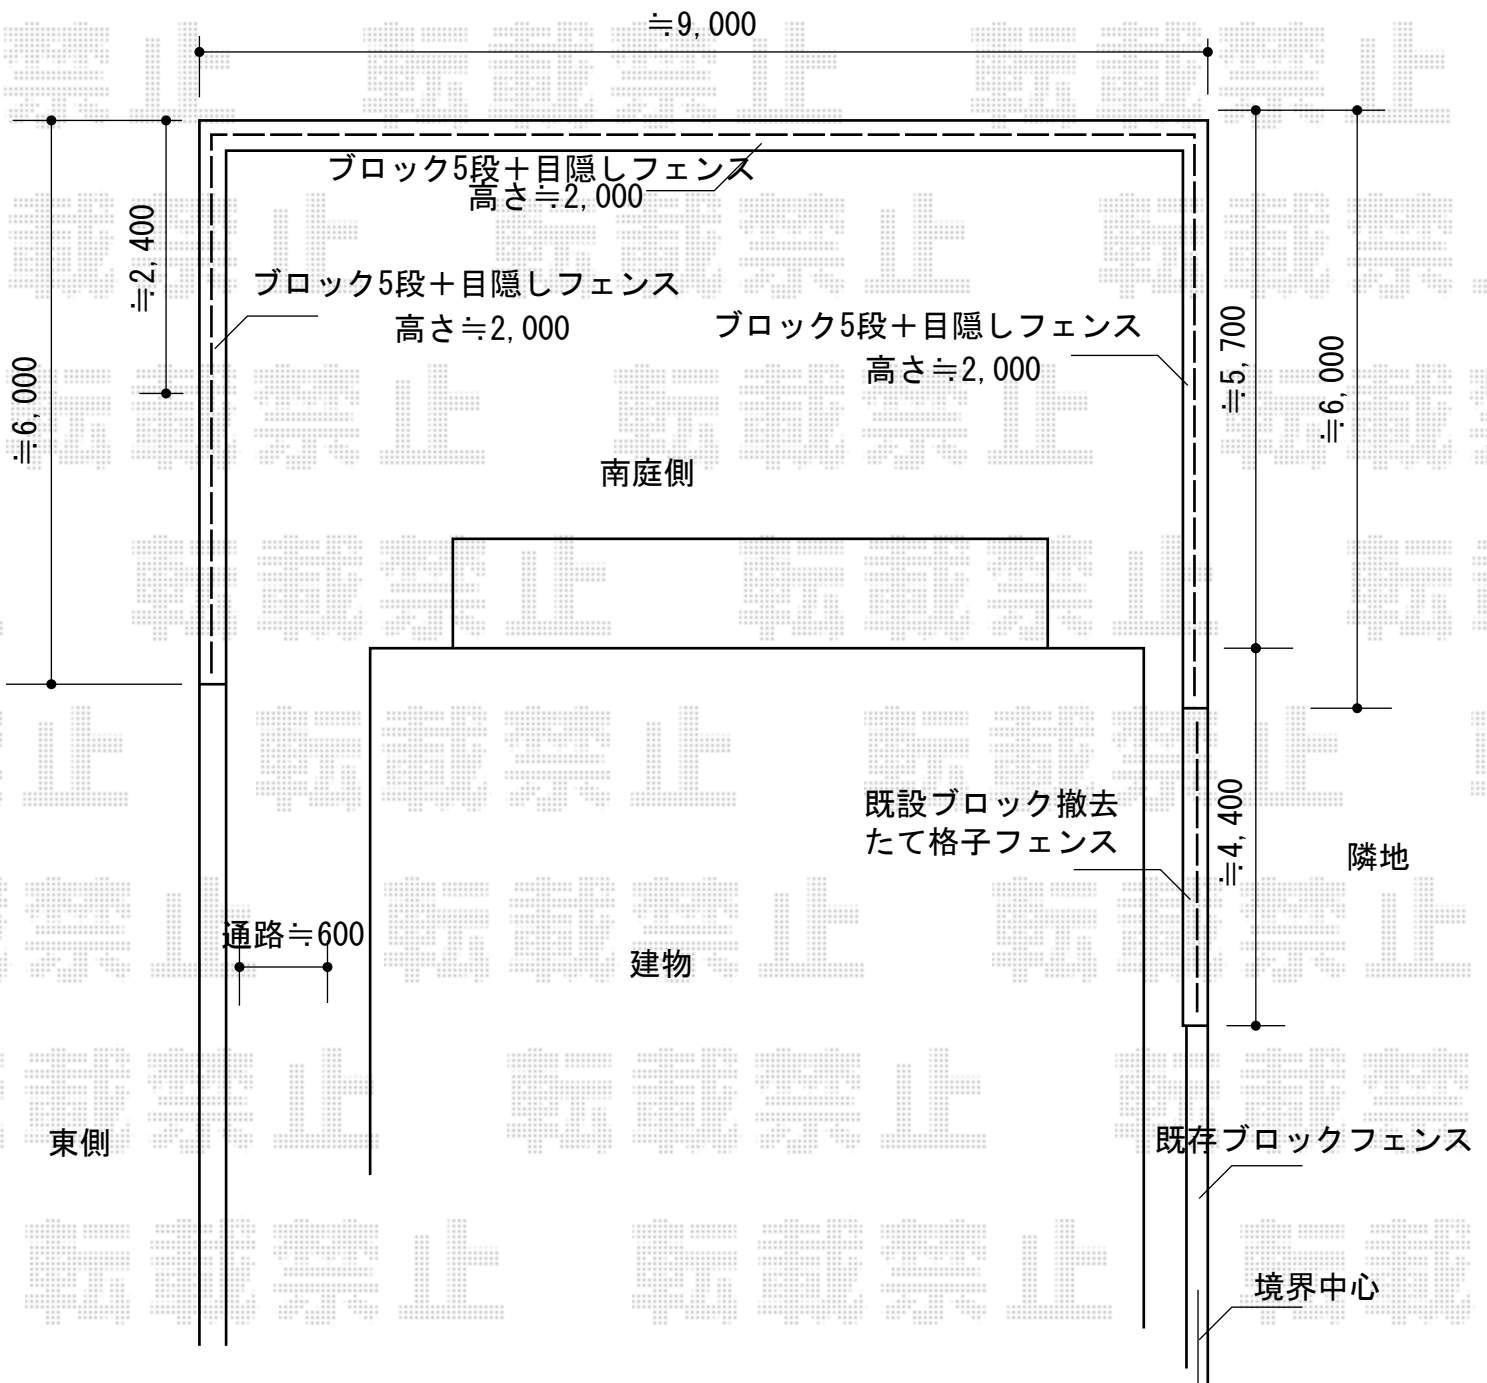 ≒9,000
ブロック5段＋目隠しフェンス
高さ≒2,000
≒2,400
≒6,000
ブロック5段＋目隠しフェンス
高さ≒2,000
ブロック5段＋目隠しフェンス
高さ≒2,000
≒5,700
≒6,000
南庭側
既設ブロック撤去
たて格子フェンス
≒4,400
隣地
通路≒600
建物
東側
既存ブロックフェンス
境界中心
転載禁止